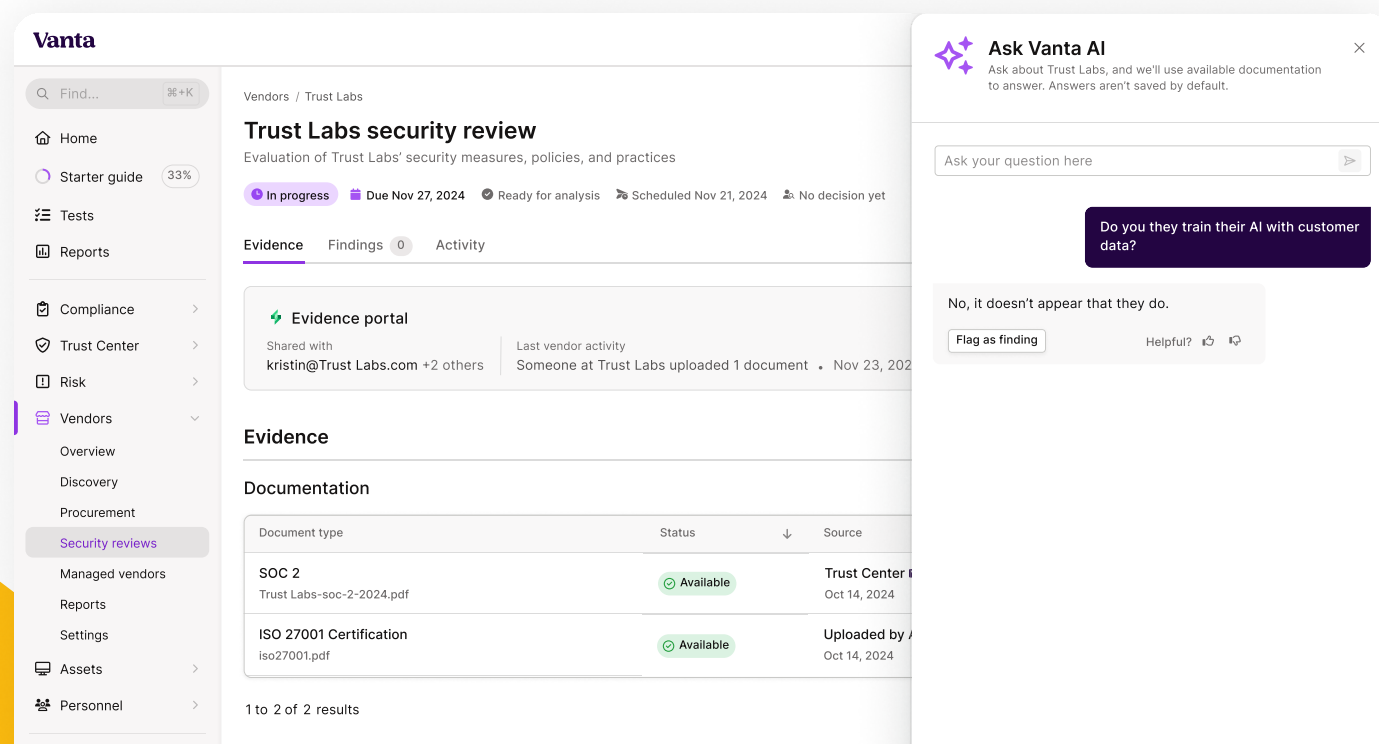 Vanta
Find...
⌘+K
Home
Starter guide
33%
Tests
Reports
Compliance
Trust Center
Risk
Vendors
Overview
Discovery
Procurement
Security reviews
Managed vendors
Reports
Settings
Assets
Personnel
Vendors / Trust Labs
Trust Labs security review
Evaluation of Trust Labs’ security measures, policies, and practices
In progress
Due Nov 27, 2024
Ready for analysis
Scheduled Nov 21, 2024
No decision yet
Evidence
Findings 0
Activity
Evidence portal
Shared with
kristin@Trust Labs.com +2 others
Last vendor activity
Someone at Trust Labs uploaded 1 document • Nov 23, 202
Evidence
Documentation
Document type
Status
Source
SOC 2
Trust Labs-soc-2-2024.pdf
Available
Trust Center
Oct 14, 2024
ISO 27001 Certification
iso27001.pdf
Available
Uploaded by
Oct 14, 2024
1 to 2 of 2 results
Ask Vanta AI
Ask about Trust Labs, and we'll use available documentation
to answer. Answers aren't saved by default.
Ask your question here
Do you they train their AI with customer
data?
No, it doesn’t appear that they do.
Flag as finding
Helpful?